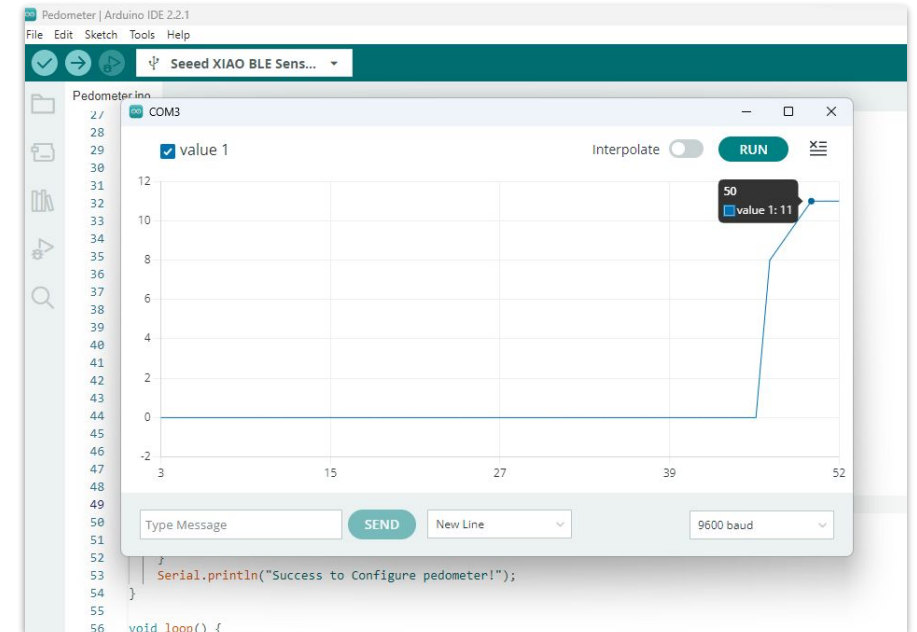 Pedometer | Arduino IDE 2.2.1
File Edit Sketch Tools Help
Seeed XIAO BLE Sens...
Pedometer.ino
COM3
value 1
Interpolate
RUN
12
10
8
6
4
2
0
-2
3 15 27 39 52
50
value 1: 11
Type Message
SEND
New Line
9600 baud
27
28
29
30
31
32
33
34
35
36
37
38
39
40
41
42
43
44
45
46
47
48
49
50
51
52 }
53 Serial.println("Success to Configure pedometer!");
54 }
55
56 void loop() {